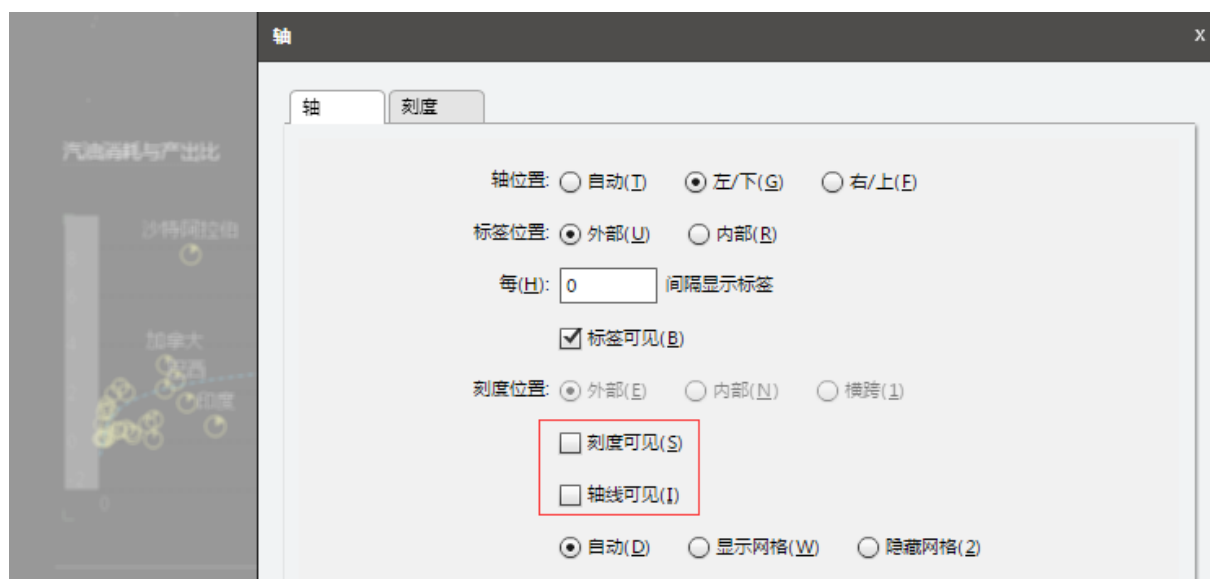 轴 X
轴 刻度
汽油消耗与产出比
轴位置: 自动(T) 左/下(G) 右/上(F)
沙特阿拉伯
标签位置: 外部(U) 内部(R)
每(H): 0 间隔显示标签
加拿大
标签可见(B)
刻度位置: 外部(E) 内部(N) 横跨(1)
印度
刻度可见(S)
轴线可见(I)
0
自动(D) 显示网格(W) 隐藏网格(2)